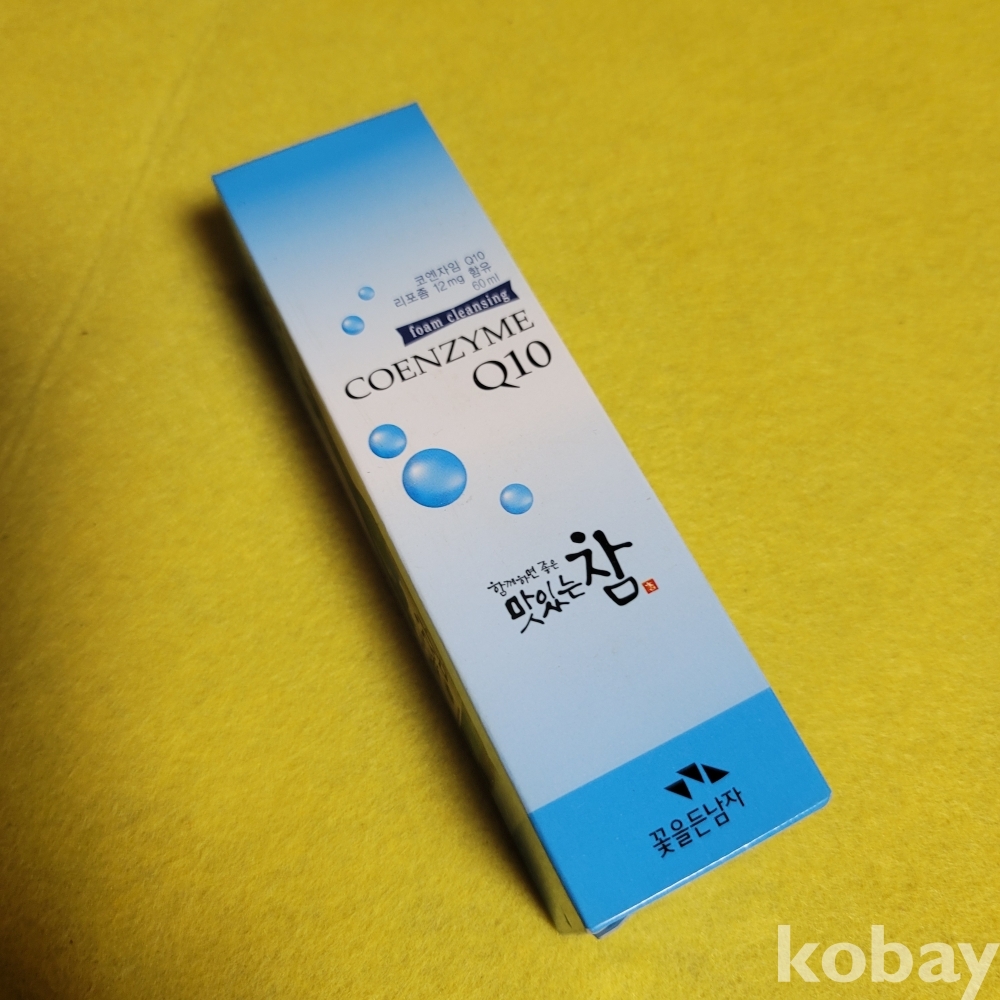 코엔자임 Q10
리포좀 12mg 함유
60ml
foam cleansing
COENZYME
Q10
함께하면 좋은
맛있는참
꽃을든남자
kobay